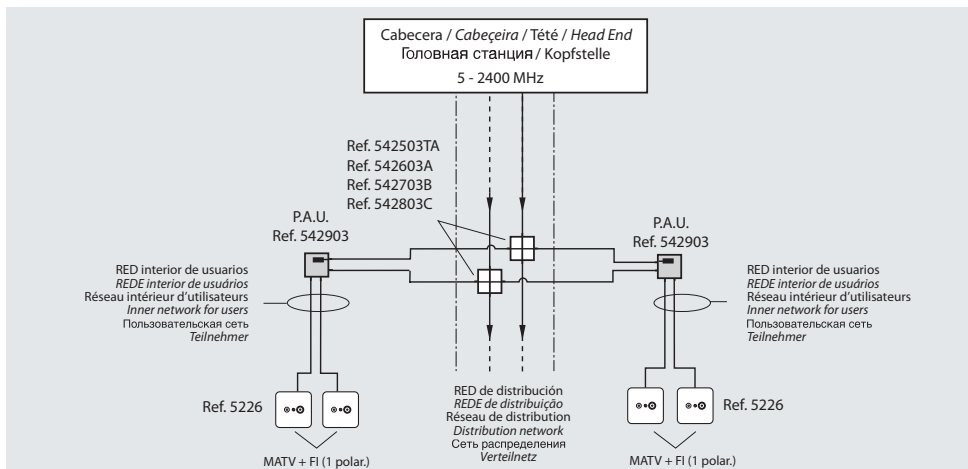 Cabecera / Cabeçeira / Tété / Head End
Головная станция / Kopfstelle
5 - 2400 MHz
Ref. 542503TA
Ref. 542603A
Ref. 542703B
Ref. 542803C
P.A.U.
Ref. 542903
P.A.U.
Ref. 542903
RED interior de usuarios
REDE interior de usuários
Réseau intérieur d'utilisateurs
Inner network for users
Пользовательская сеть
Teilnehmer
RED interior de usuarios
REDE interior de usuários
Réseau intérieur d'utilisateurs
Inner network for users
Пользовательская сеть
Teilnehmer
Ref. 5226
RED de distribución
REDE de distribuição
Réseau de distribution
Distribution network
Сеть распределения
Verteilnetz
Ref. 5226
MATV + FI (1 polar.)
MATV + FI (1 polar.)